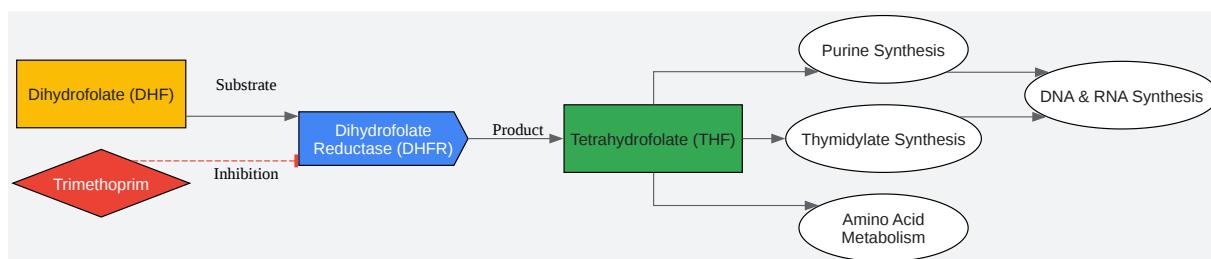 Dihydrofolate (DHF)
Substrate
Trimethoprim
Inhibition
Dihydrofolate
Reductase (DHFR)
Product
Tetrahydrofolate (THF)
Purine Synthesis
Thymidylate Synthesis
Amino Acid
Metabolism
DNA & RNA Synthesis